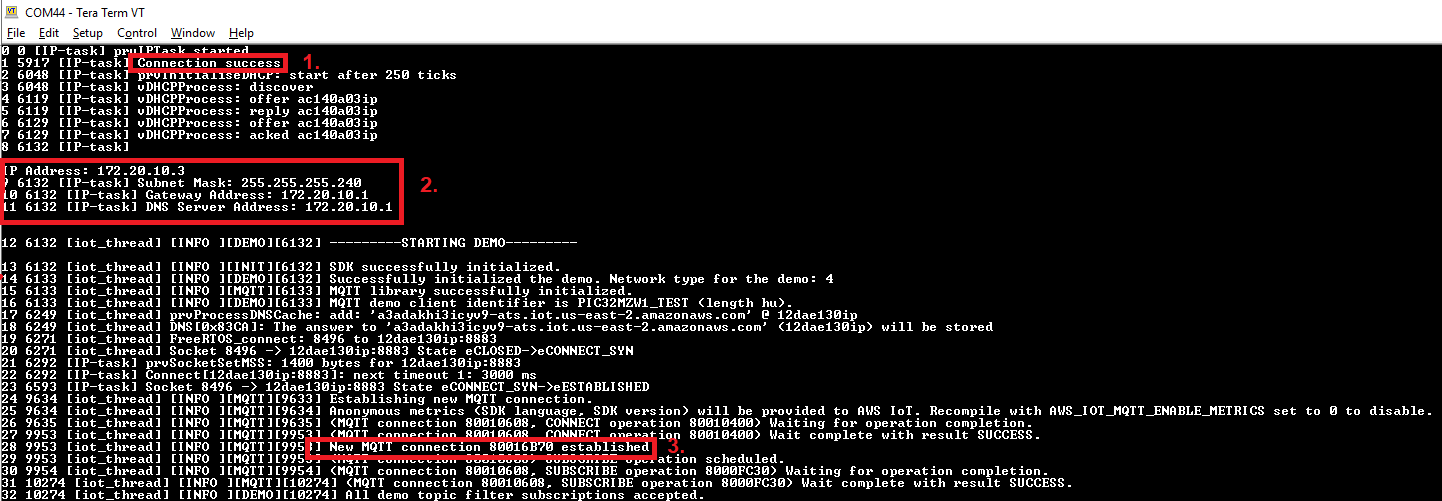 COM44 - Tera Term VT
File Edit Setup Control Window Help
0 0 [IP-task] prvIPTask started
1 5917 [IP-task] Connection success 1.
2 6048 [IP-task] prvInitialiseDHCP: start after 250 ticks
3 6048 [IP-task] vDHCPProcess: discover
4 6119 [IP-task] vDHCPProcess: offer ac140a03ip
5 6119 [IP-task] vDHCPProcess: reply ac140a03ip
6 6129 [IP-task] vDHCPProcess: offer ac140a03ip
7 6129 [IP-task] vDHCPProcess: acked ac140a03ip
8 6132 [IP-task]
IP Address: 172.20.10.3
9 6132 [IP-task] Subnet Mask: 255.255.255.240 2.
10 6132 [IP-task] Gateway Address: 172.20.10.1
11 6132 [IP-task] DNS Server Address: 172.20.10.1
12 6132 [iot_thread] [INFO ][DEMO][6132] ---------STARTING DEMO---------
13 6132 [iot_thread] [INFO ][INIT][6132] SDK successfully initialized.
14 6133 [iot_thread] [INFO ][DEMO][6132] Successfully initialized the demo. Network type for the demo: 4
15 6133 [iot_thread] [INFO ][MQTT][6133] MQTT library successfully initialized.
16 6133 [iot_thread] [INFO ][DEMO][6133] MQTT demo client identifier is PIC32MZW1_TEST (length hu).
17 6249 [iot_thread] prvProcessDNSCache: add: 'a3adakhi3icyv9-ats.iot.us-east-2.amazonaws.com' @ 12dae130ip
18 6249 [iot_thread] DNS[0x83CA]: The answer to 'a3adakhi3icyv9-ats.iot.us-east-2.amazonaws.com' (12dae130ip) will be stored
19 6271 [iot_thread] FreeRTOS_connect: 8496 to 12dae130ip:8883
20 6271 [iot_thread] Socket 8496 -> 12dae130ip:8883 State eCLOSED->eCONNECT_SYN
21 6292 [IP-task] prvSocketSetMSS: 1400 bytes for 12dae130ip:8883
22 6292 [IP-task] Connect[12dae130ip:8883]: next timeout 1: 3000 ms
23 6593 [IP-task] Socket 8496 -> 12dae130ip:8883 State eCONNECT_SYN->eESTABLISHED
24 9634 [iot_thread] [INFO ][MQTT][9633] Establishing new MQTT connection.
25 9634 [iot_thread] [INFO ][MQTT][9634] Anonymous metrics (SDK language, SDK version) will be provided to AWS IoT. Recompile with AWS_IOT_MQTT_ENABLE_METRICS set to 0 to disable.
26 9635 [iot_thread] [INFO ][MQTT][9635] (MQTT connection 80010608, CONNECT operation 80010400) Waiting for operation completion.
27 9953 [iot_thread] [INFO ][MQTT][9953] (MQTT connection 80010608, CONNECT operation 80010400) Wait complete with result SUCCESS.
28 9953 [iot_thread] [INFO ][MQTT][9953] New MQTT connection 80016B70 established 3.
29 9953 [iot_thread] [INFO ][MQTT][9953] (MQTT connection 80010608) SUBSCRIBE operation scheduled.
30 9954 [iot_thread] [INFO ][MQTT][9954] (MQTT connection 80010608, SUBSCRIBE operation 8000FC30) Waiting for operation completion.
31 10274 [iot_thread] [INFO ][MQTT][10274] (MQTT connection 80010608, SUBSCRIBE operation 8000FC30) Wait complete with result SUCCESS.
32 10274 [iot_thread] [INFO ][DEMO][10274] All demo topic filter subscriptions accepted.